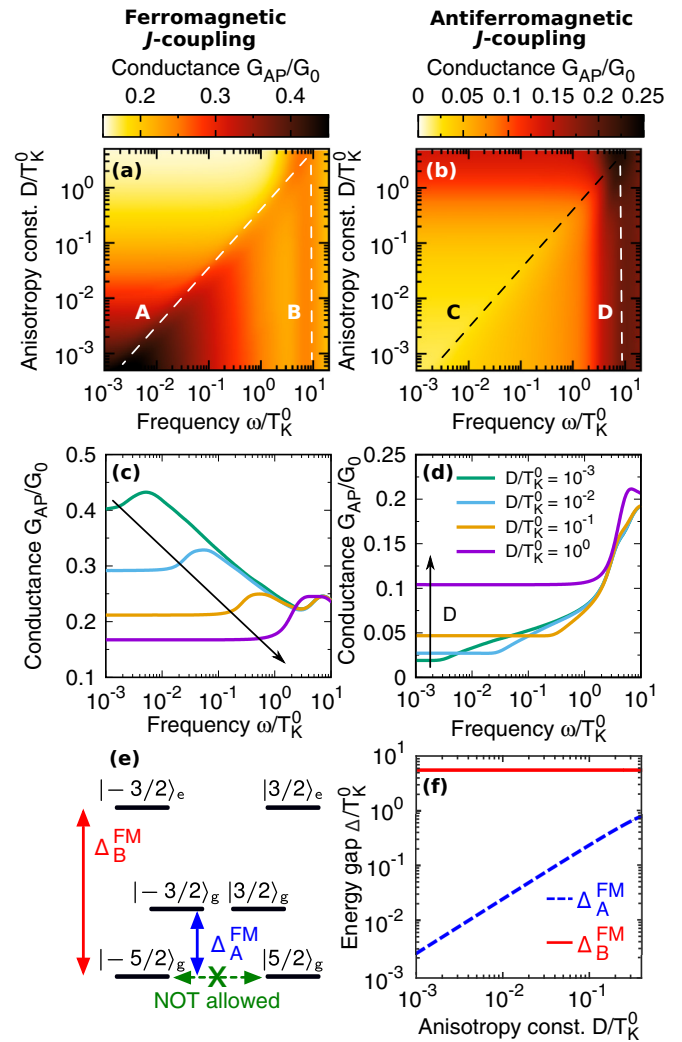 Ferromagnetic
J-coupling
Conductance G_AP/G_0
0.2 0.3 0.4
Antiferromagnetic
J-coupling
Conductance G_AP/G_0
0 0.05 0.1 0.15 0.2 0.25
(a)
Anisotropy const. D/T_K^0
10^0
10^-1
10^-2
10^-3
A
B
10^-3 10^-2 10^-1 10^0 10^1
Frequency ω/T_K^0
(b)
Anisotropy const. D/T_K^0
10^0
10^-1
10^-2
10^-3
C
D
10^-3 10^-2 10^-1 10^0 10^1
Frequency ω/T_K^0
(c)
Conductance G_AP/G_0
0.5
0.4
0.3
0.2
0.1
10^-3 10^-2 10^-1 10^0 10^1
Frequency ω/T_K^0
(d)
Conductance G_AP/G_0
0.25
0.20
0.15
0.10
0.05
0
D/T_K^0 = 10^-3
D/T_K^0 = 10^-2
D/T_K^0 = 10^-1
D/T_K^0 = 10^0
D
10^-3 10^-2 10^-1 10^0 10^1
Frequency ω/T_K^0
(e)
|−3/2⟩_e |3/2⟩_e
Δ_B^FM
|−3/2⟩_g |3/2⟩_g
Δ_A^FM
|−5/2⟩_g |5/2⟩_g
X
NOT allowed
(f)
Energy gap Δ/T_K^0
10^1
10^0
10^-1
10^-2
10^-3
Δ_A^FM
Δ_B^FM
10^-3 10^-2 10^-1
Anisotropy const. D/T_K^0